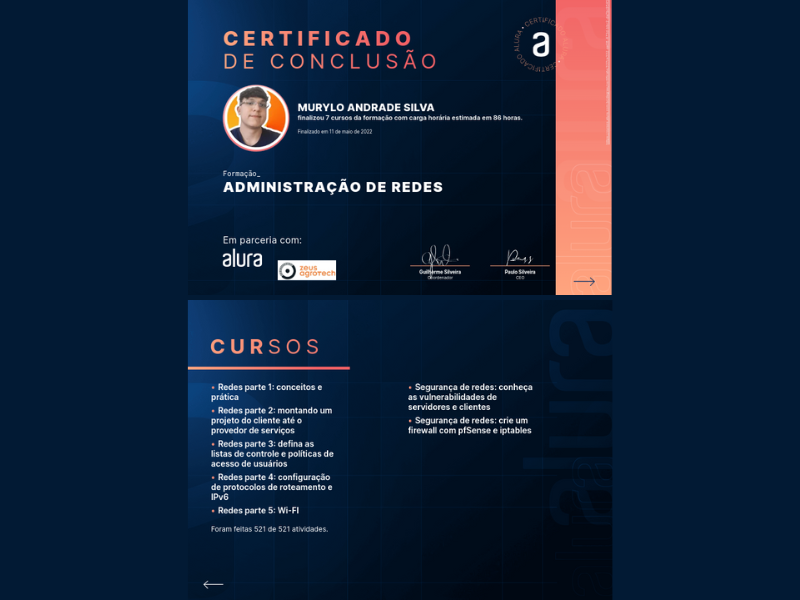 CERTIFICADO
DE CONCLUSÃO
ALURA • CERTIFICADO • CERTIFICADO
a
MURYLO ANDRADE SILVA
finalizou 7 cursos da formação com carga horária estimada em 86 horas.
Finalizado em 11 de maio de 2022
Formação_
ADMINISTRAÇÃO DE REDES
Em parceria com:
alura
zeus
agrotech
Guilherme Silveira
Coordenador
Paulo Silveira
CEO
alura
CURSOS
• Redes parte 1: conceitos e
prática
• Redes parte 2: montando um
projeto do cliente até o
provedor de serviços
• Redes parte 3: defina as
listas de controle e políticas de
acesso de usuários
• Redes parte 4: configuração
de protocolos de roteamento e
IPv6
• Redes parte 5: Wi-FI
Foram feitas 521 de 521 atividades.
• Segurança de redes: conheça
as vulnerabilidades de
servidores e clientes
• Segurança de redes: crie um
firewall com pfSense e iptables
alura